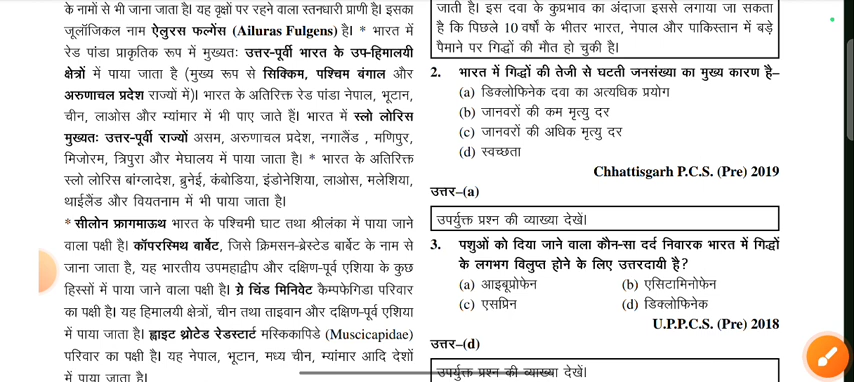 के नामों से भी जाना जाता है। यह वृक्षों पर रहने वाला स्तनधारी प्राणी है। इसका
जूलॉजिकल नाम ऐलुरस फल्गेंस (Ailuras Fulgens) है। * भारत में
रेड पांडा प्राकृतिक रूप में मुख्यतः उत्तर-पूर्वी भारत के उप-हिमालयी
क्षेत्रों में पाया जाता है (मुख्य रूप से सिक्किम, पश्चिम बंगाल और
अरुणाचल प्रदेश राज्यों में)। भारत के अतिरिक्त रेड पांडा नेपाल, भूटान,
चीन, लाओस और म्यांमार में भी पाए जाते हैं। भारत में स्लो लोरिस
मुख्यतः उत्तर-पूर्वी राज्यों असम, अरुणाचल प्रदेश, नगालैंड , मणिपुर,
मिजोरम, त्रिपुरा और मेघालय में पाया जाता है। * भारत के अतिरिक्त
स्लो लोरिस बांग्लादेश, ब्रुनेई, कंबोडिया, इंडोनेशिया, लाओस, मलेशिया,
थाईलैंड और वियतनाम में भी पाया जाता है।
* सीलोन फ्रागमाऊथ भारत के पश्चिमी घाट तथा श्रीलंका में पाया जाने
वाला पक्षी है। कॉपरस्मिथ बार्बेट, जिसे क्रिमसन-ब्रेस्टेड बार्बेट के नाम से
जाना जाता है, यह भारतीय उपमहाद्वीप और दक्षिण-पूर्व एशिया के कुछ
हिस्सों में पाया जाने वाला पक्षी है। ग्रे चिंड मिनिवेट कैम्पफेगिडा परिवार
का पक्षी है। यह हिमालयी क्षेत्रों, चीन तथा ताइवान और दक्षिण-पूर्व एशिया
में पाया जाता है। ह्वाइट थ्रोटेड रेडस्टार्ट मस्किकापिडे (Muscicapidae)
परिवार का पक्षी है। यह नेपाल, भूटान, मध्य चीन, म्यांमार आदि देशों
में पाया जाता है।
जाती है। इस दवा के कुप्रभाव का अंदाजा इससे लगाया जा सकता
है कि पिछले 10 वर्षों के भीतर भारत, नेपाल और पाकिस्तान में बड़े
पैमाने पर गिद्धों की मौत हो चुकी है।
2. भारत में गिद्धों की तेजी से घटती जनसंख्या का मुख्य कारण है–
(a) डिक्लोफिनेक दवा का अत्यधिक प्रयोग
(b) जानवरों की कम मृत्यु दर
(c) जानवरों की अधिक मृत्यु दर
(d) स्वच्छता
Chhattisgarh P.C.S. (Pre) 2019
उत्तर–(a)
उपर्युक्त प्रश्न की व्याख्या देखें।
3. पशुओं को दिया जाने वाला कौन-सा दर्द निवारक भारत में गिद्धों
के लगभग विलुप्त होने के लिए उत्तरदायी है?
(a) आइबूप्रोफेन (b) एसिटामिनोफेन
(c) एसप्रिन (d) डिक्लोफिनेक
U.P.P.C.S. (Pre) 2018
उत्तर–(d)
उपर्युक्त प्रश्न की व्याख्या देखें।